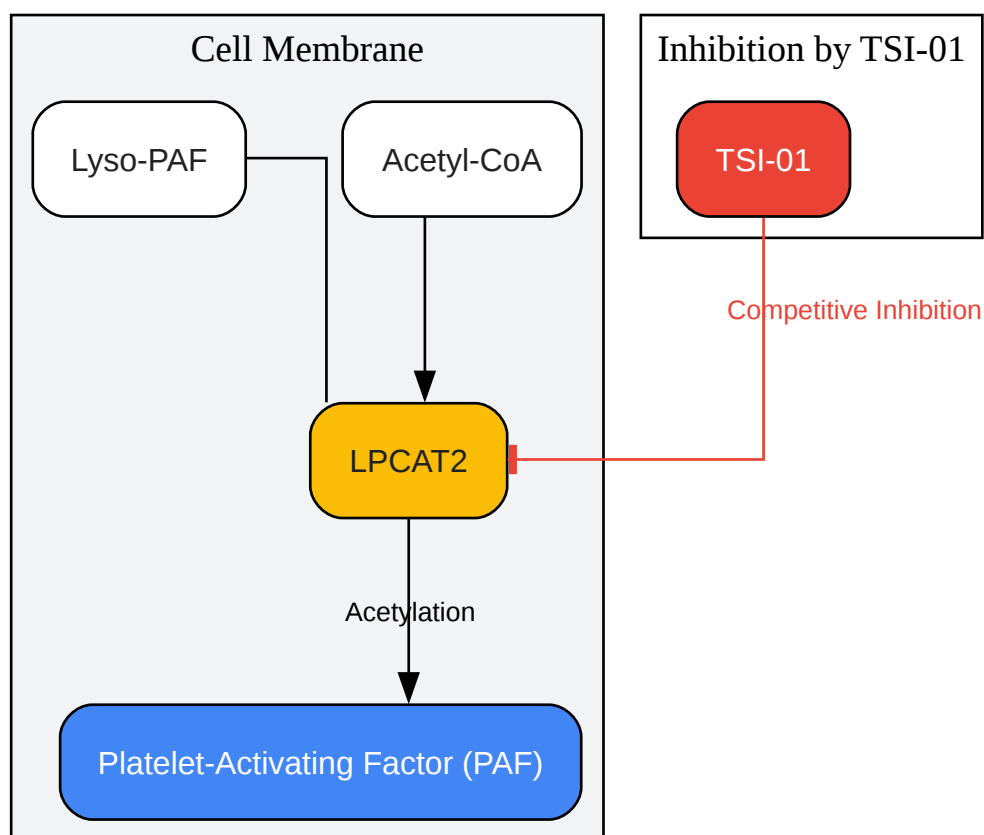 Cell Membrane
Inhibition by TSI-01
Lyso-PAF
Acetyl-CoA
TSI-01
Competitive Inhibition
LPCAT2
Acetylation
Platelet-Activating Factor (PAF)